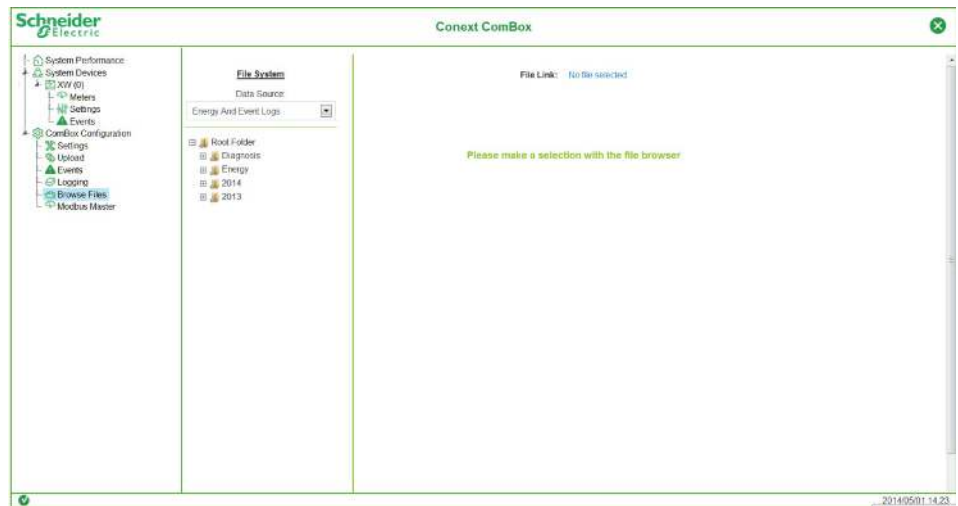 Schneider Electric
Conext ComBox
System Performance
System Devices
XW (0)
Meters
Settings
Events
ComBox Configuration
Settings
Upload
Events
Logging
Browse Files
Modbus Master
File System
Data Source
Energy And Event Logs
Root Folder
Diagnosis
Energy
2014
2013
File Link: No file selected
Please make a selection with the file browser
2014/05/01 14:23